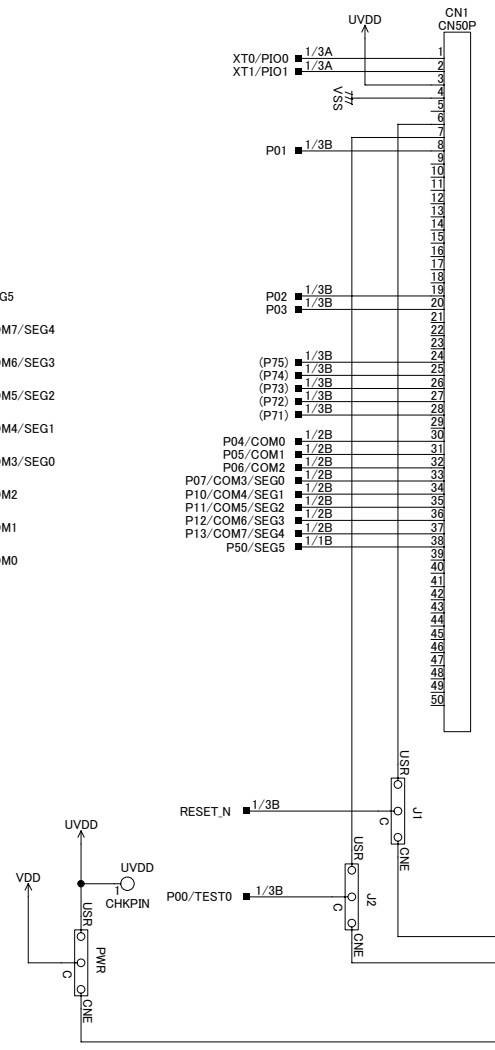 CN1
CN50P
UVDD
XT0/PIO0 1/3A 1
XT1/PIO1 1/3A 2
3
VSS 4
5
6
7
P01 1/3B 8
9
10
11
12
13
14
15
16
17
18
P02 1/3B 19
P03 1/3B 20
21
22
23
(P75) 1/3B 24
(P74) 1/3B 25
(P73) 1/3B 26
(P72) 1/3B 27
(P71) 1/3B 28
29
P04/COM0 1/2B 30
P05/COM1 1/2B 31
P06/COM2 1/2B 32
P07/COM3/SEG0 1/2B 33
P10/COM4/SEG1 1/2B 34
P11/COM5/SEG2 1/2B 35
P12/COM6/SEG3 1/2B 36
P13/COM7/SEG4 1/2B 37
P50/SEG5 1/1B 38
39
40
41
42
43
44
45
46
47
48
49
50
G5
OM7/SEG4
OM6/SEG3
OM5/SEG2
OM4/SEG1
OM3/SEG0
OM2
OM1
OM0
RESET_N 1/3B
USR
J1
C
CNE
P00/TEST0 1/3B
USR
J2
C
CNE
UVDD
VDD
UVDD
1
CHKPIN
USR
PWR
C
CNE